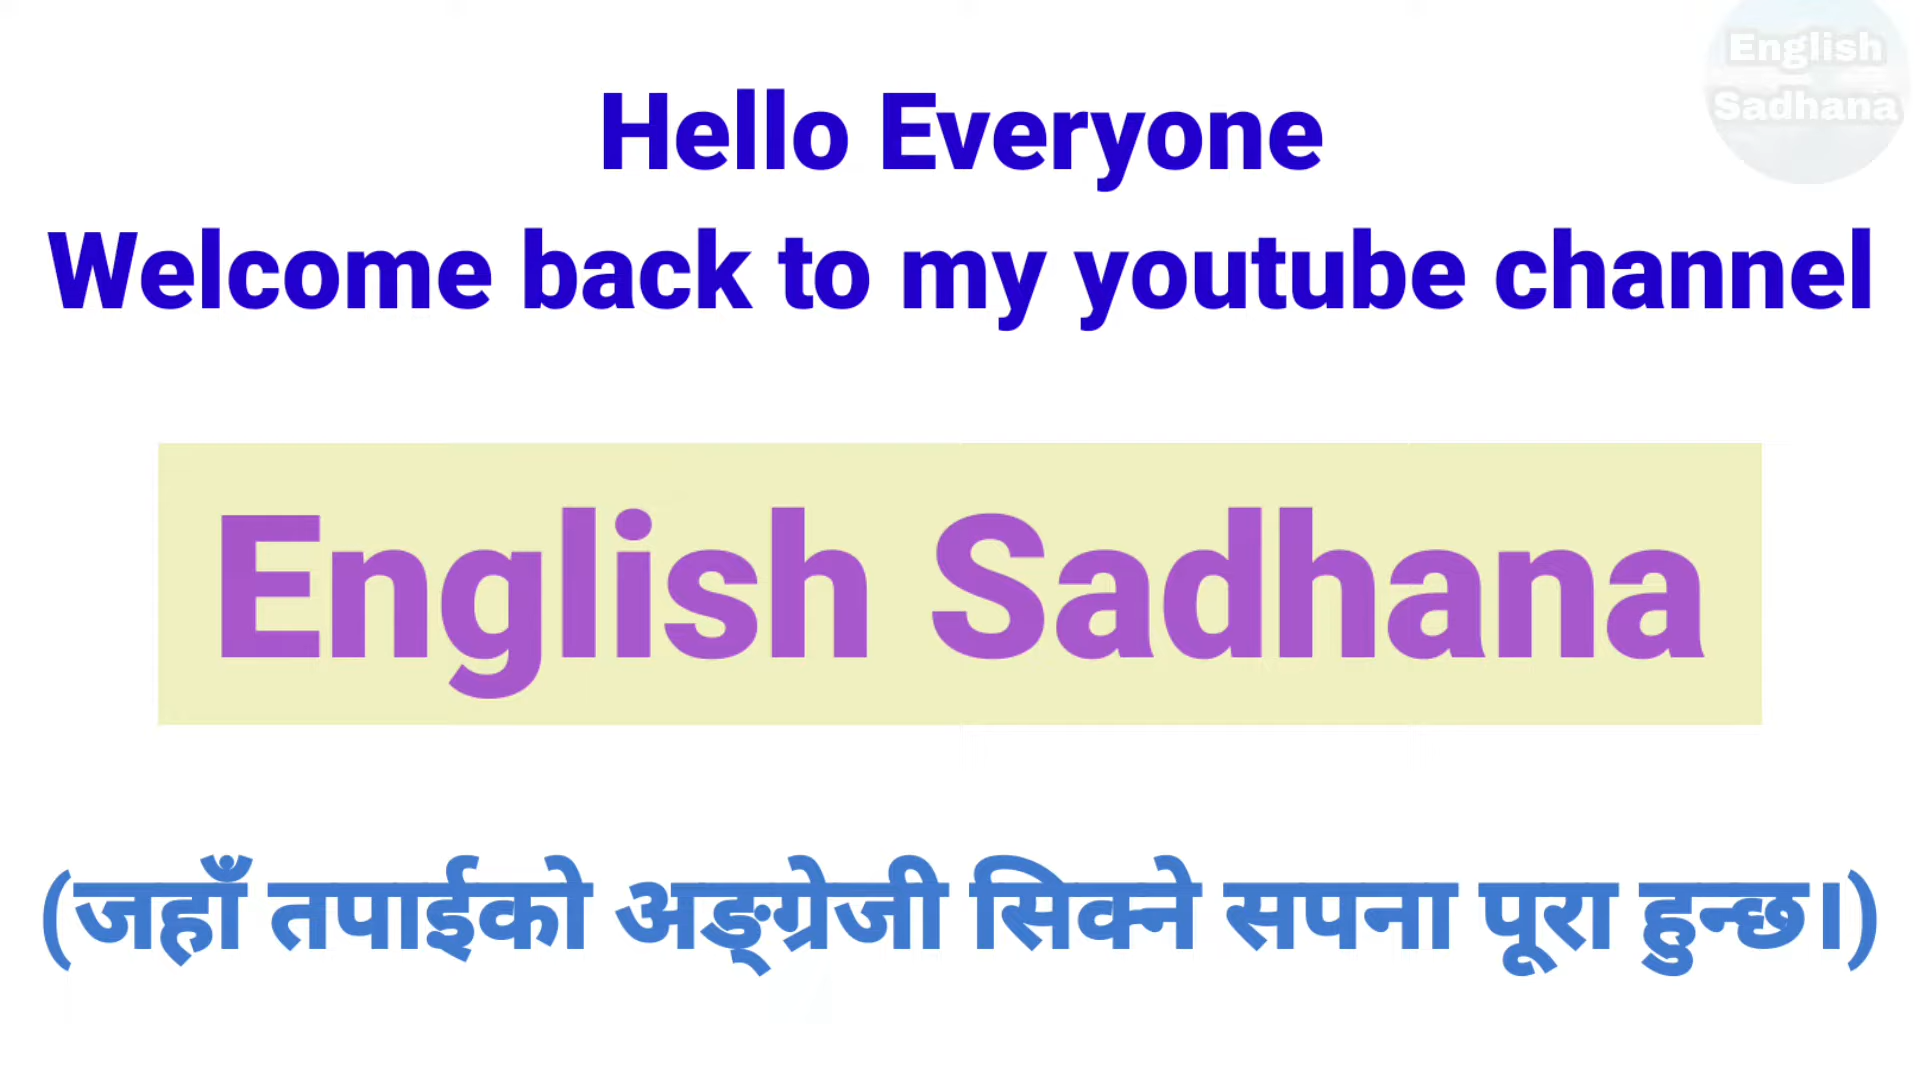 English
Sadhana
Hello Everyone
Welcome back to my youtube channel
English Sadhana
(जहाँ तपाईको अङ्ग्रेजी सिक्ने सपना पूरा हुन्छ।)